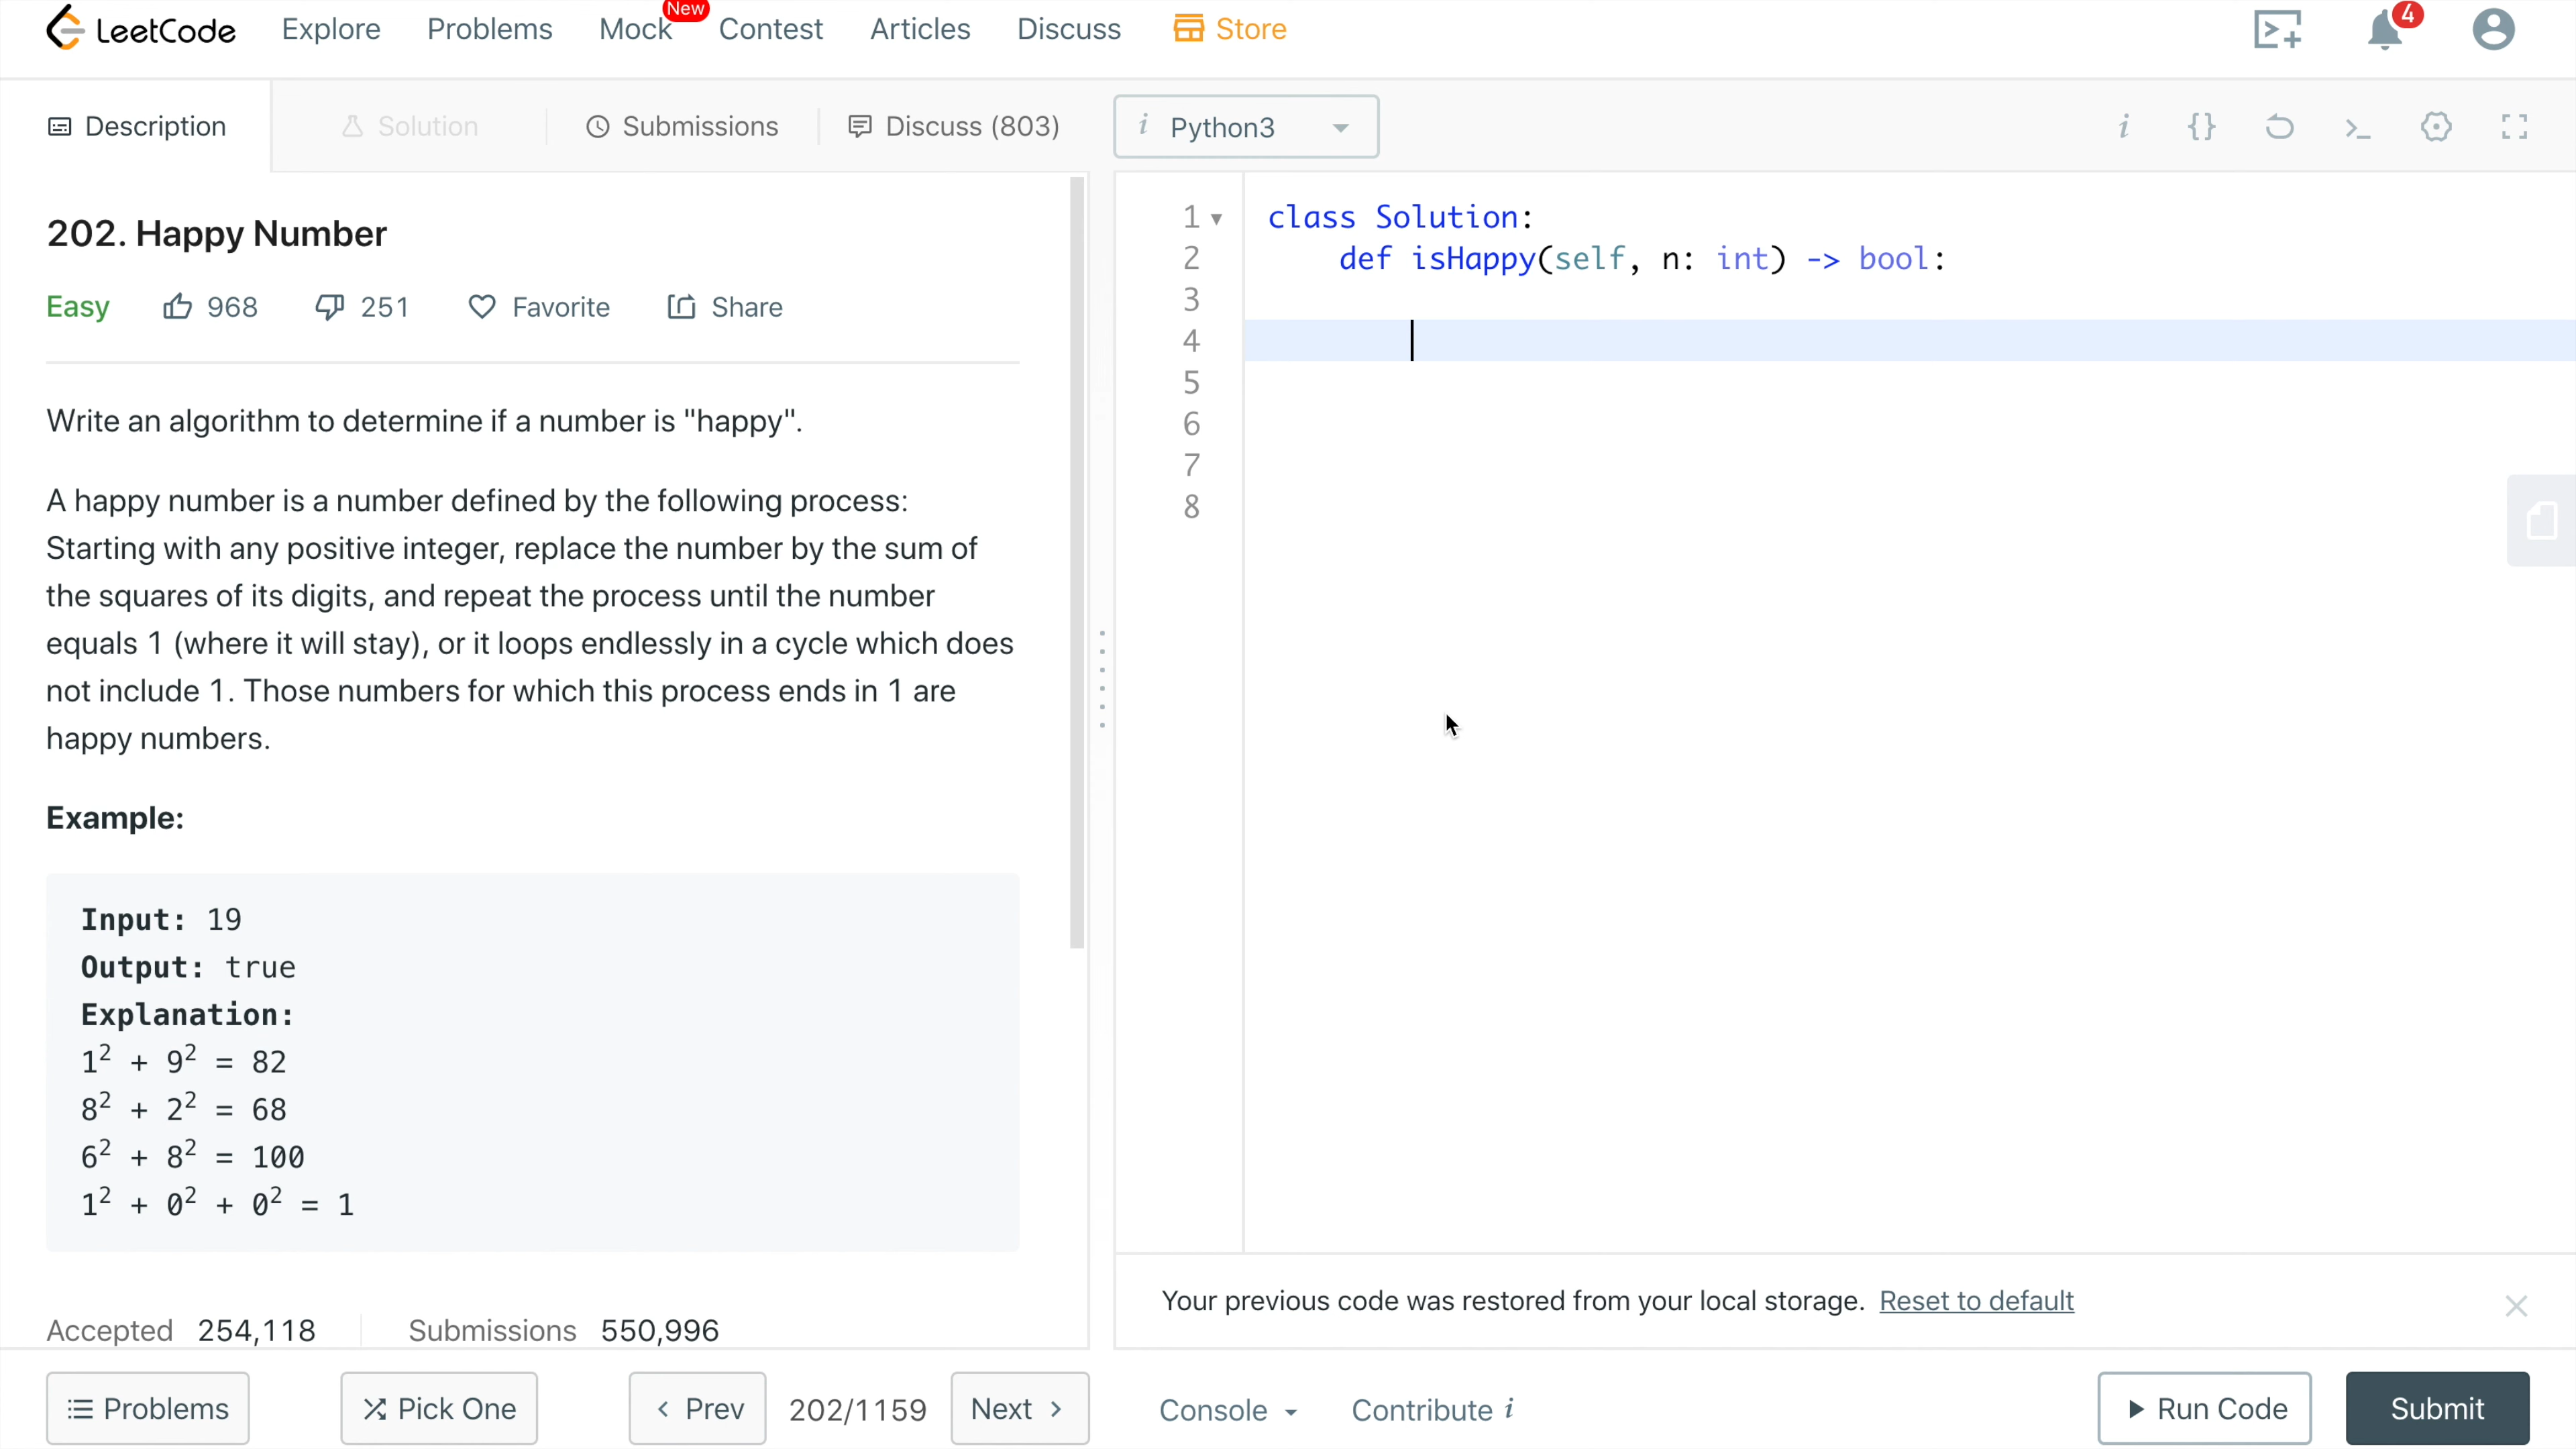 LeetCode Explore Problems Mock New Contest Articles Discuss Store 4
Description Solution Submissions Discuss (803)
202. Happy Number
Easy 968 251 Favorite Share
Write an algorithm to determine if a number is "happy".
A happy number is a number defined by the following process:
Starting with any positive integer, replace the number by the sum of
the squares of its digits, and repeat the process until the number
equals 1 (where it will stay), or it loops endlessly in a cycle which does
not include 1. Those numbers for which this process ends in 1 are
happy numbers.
Example:
Input: 19
Output: true
Explanation:
1² + 9² = 82
8² + 2² = 68
6² + 8² = 100
1² + 0² + 0² = 1
Accepted 254,118 Submissions 550,996
Problems Pick One Prev 202/1159 Next
i Python3 i {} >_
1 class Solution:
2     def isHappy(self, n: int) -> bool:
3
4
5
6
7
8
Your previous code was restored from your local storage. Reset to default
Console Contribute i Run Code Submit